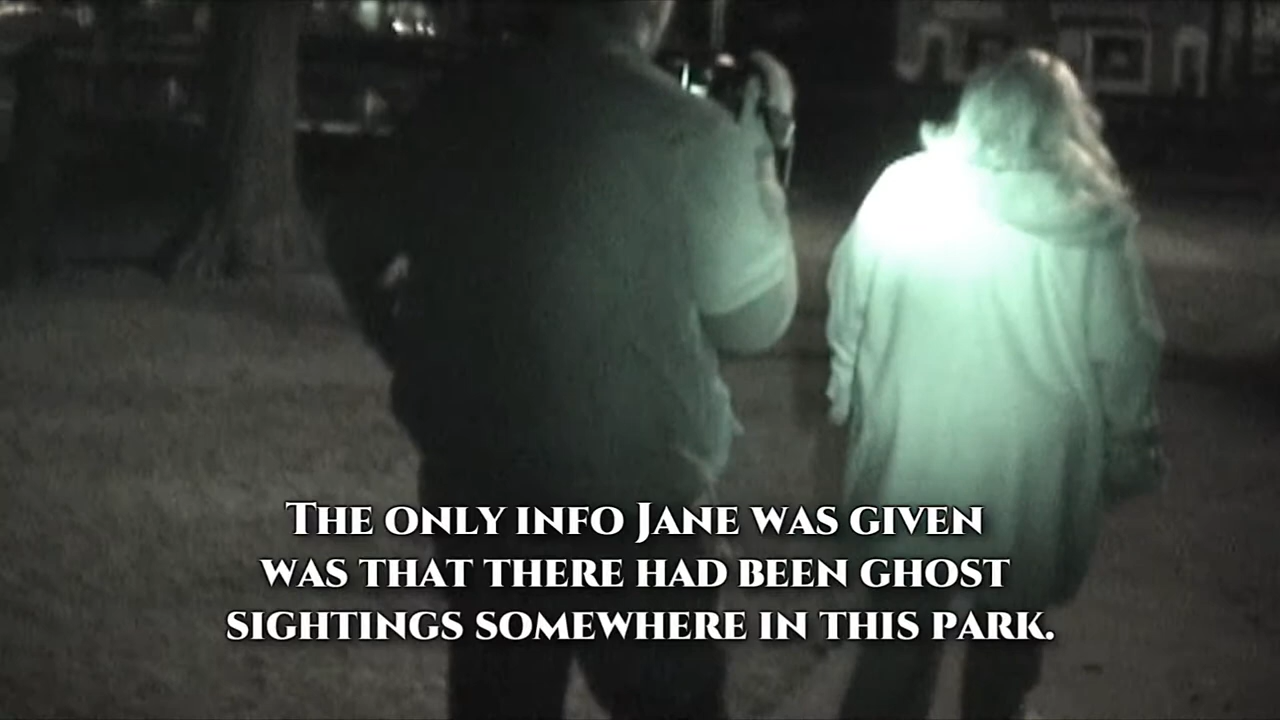 The only info Jane was given
was that there had been ghost
sightings somewhere in this park.